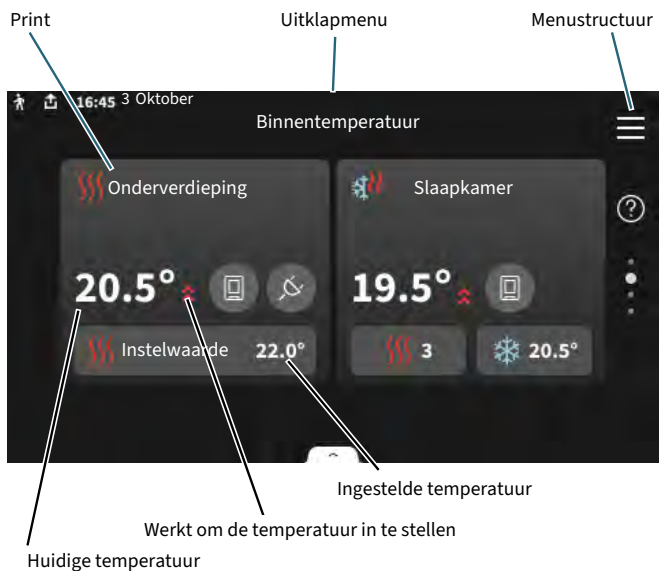 Print Uitklapmenu Menustructuur
16:45 3 Oktober
Binnentemperatuur
Onderverdieping Slaapkamer
20.5° 19.5°
Instelwaarde 22.0° 3 20.5°
Ingestelde temperatuur
Werkt om de temperatuur in te stellen
Huidige temperatuur